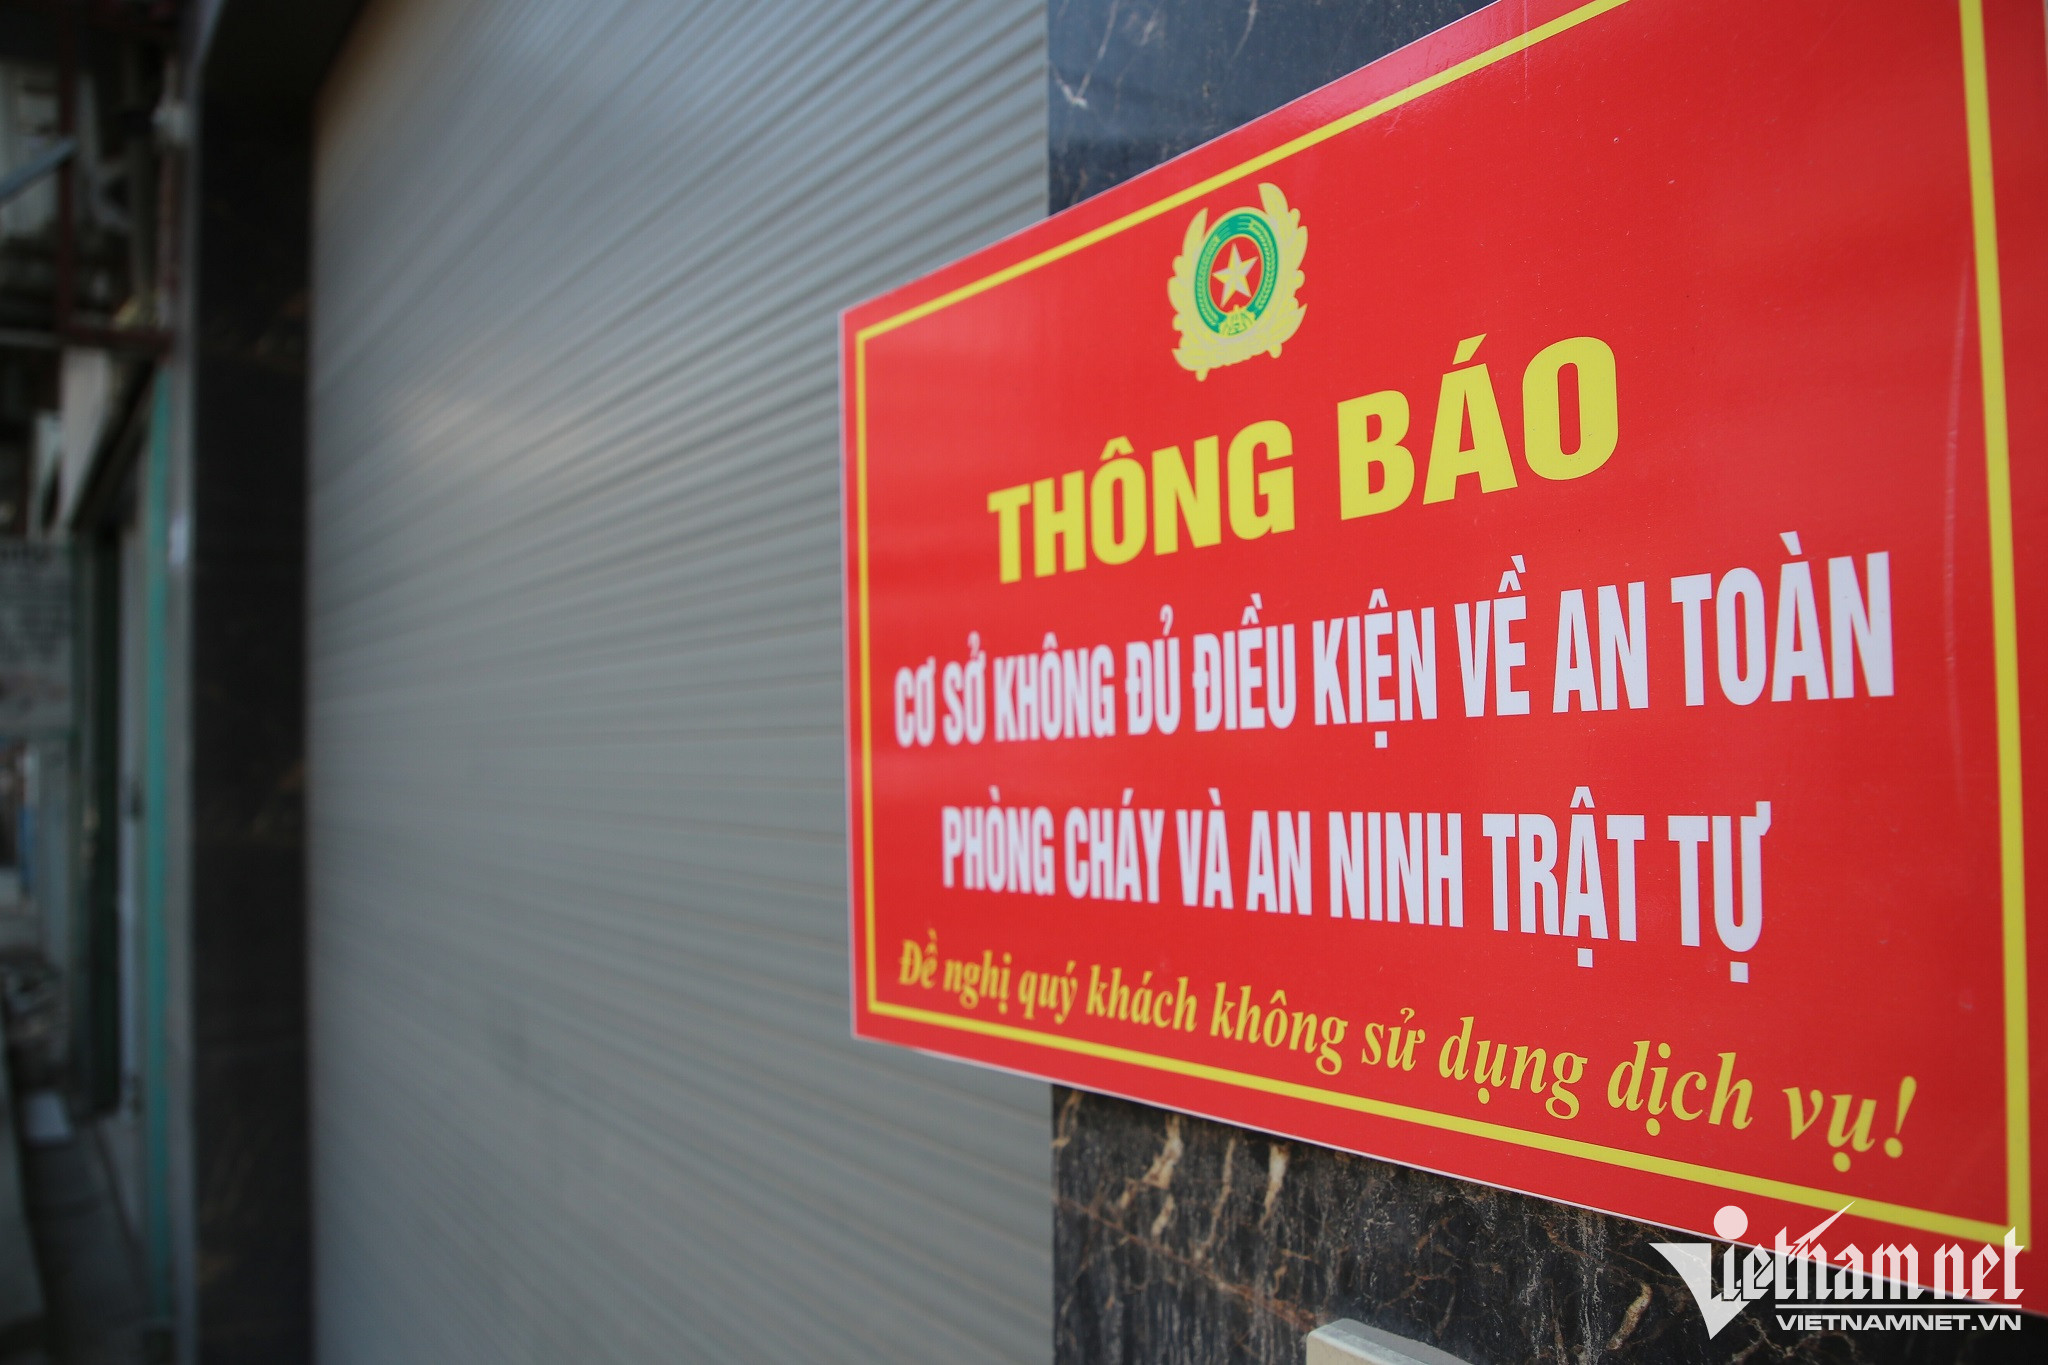 THÔNG BÁO
CƠ SỞ KHÔNG ĐỦ ĐIỀU KIỆN VỀ AN TOÀN
PHÒNG CHÁY VÀ AN NINH TRẬT TỰ
Đề nghị quý khách không sử dụng dịch vụ!
Vietnamnet
VIETNAMNET.VN